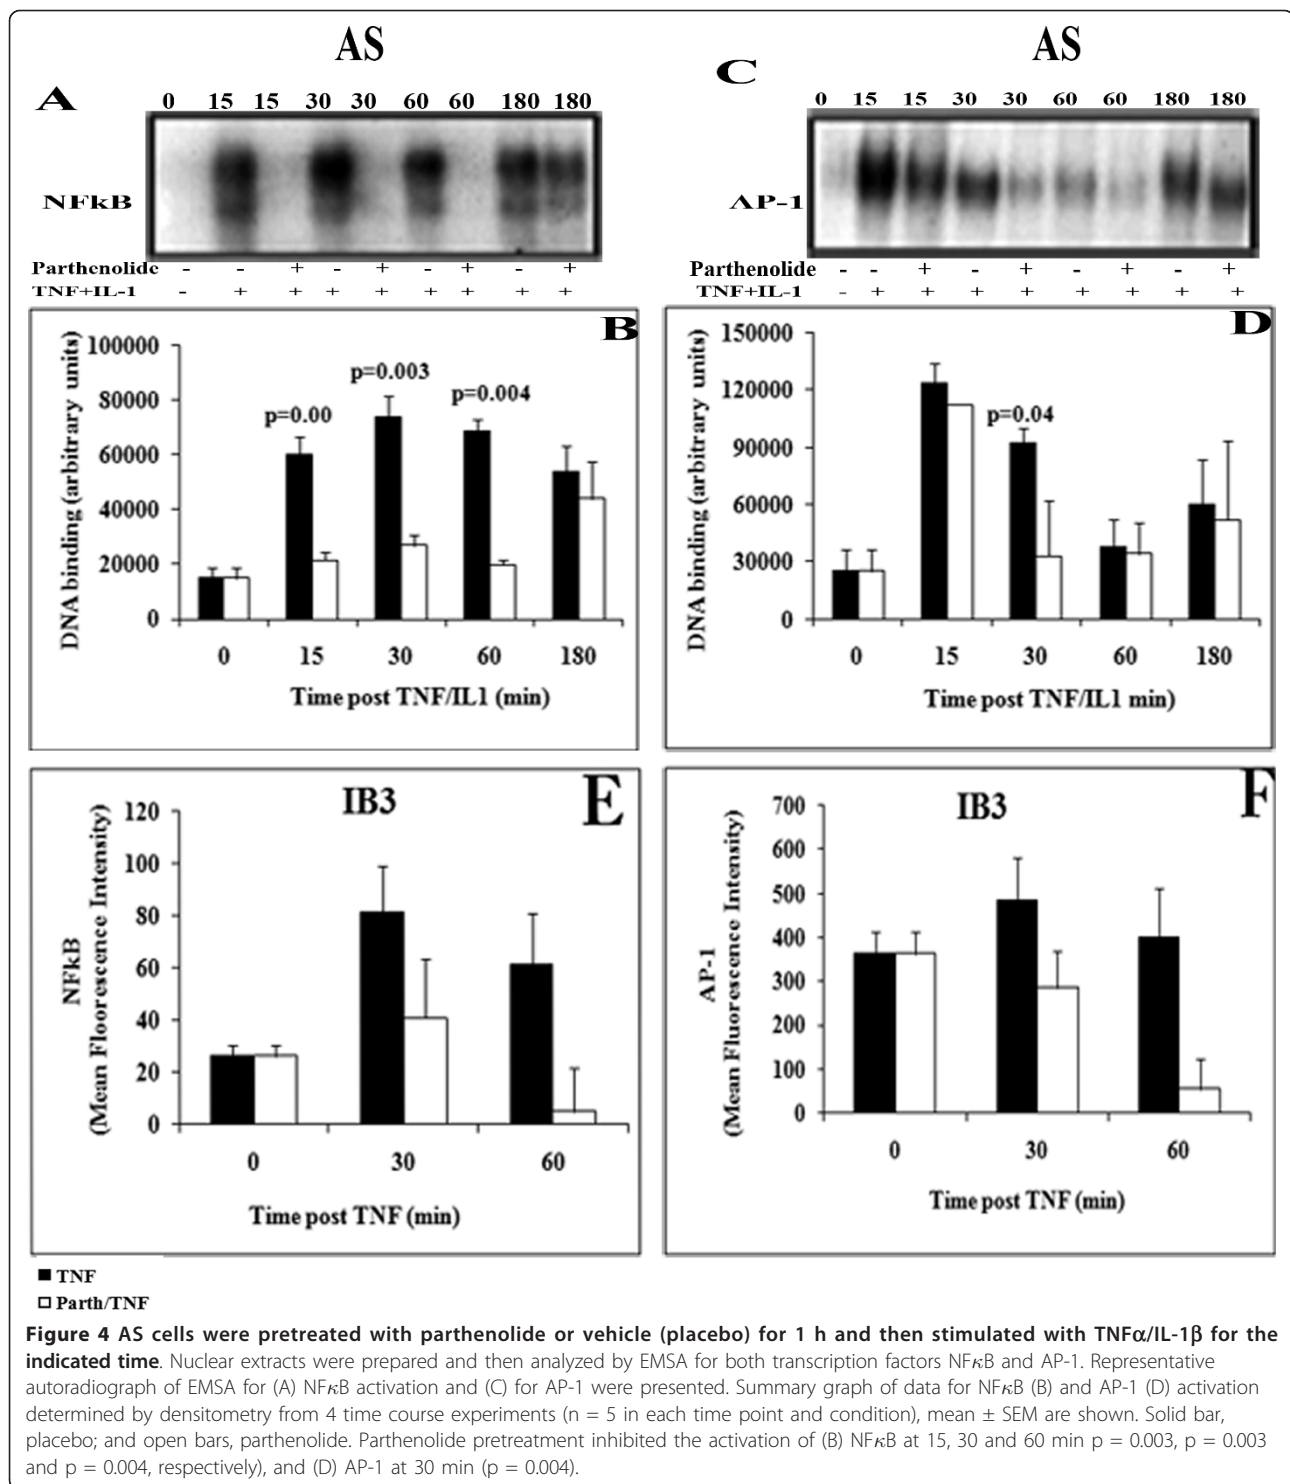 AS
A
0 15 15 30 30 60 60 180 180
NFkB
Parthenolide - - + - + - + - +
TNF+IL-1 - + + + + + + + +
AS
C
0 15 15 30 30 60 60 180 180
AP-1
Parthenolide - - + - + - + - +
TNF+IL-1 - + + + + + + + +
B
DNA binding (arbitrary units)
100000
80000
60000
40000
20000
0
p=0.00
p=0.003
p=0.004
0 15 30 60 180
Time post TNF/IL1 (min)
D
DNA binding (arbitrary units)
150000
120000
90000
60000
30000
0
p=0.04
0 15 30 60 180
Time post TNF/IL1 min)
E
IB3
NFkB
(Mean Floorescence Intensity)
120
100
80
60
40
20
0
0 30 60
Time post TNF (min)
F
IB3
AP-1
(Mean Fluorescence Intensity)
700
600
500
400
300
200
100
0
0 30 60
Time post TNF (min)
TNF
Parth/TNF
Figure 4 AS cells were pretreated with parthenolide or vehicle (placebo) for 1 h and then stimulated with TNFα/IL-1β for the
indicated time. Nuclear extracts were prepared and then analyzed by EMSA for both transcription factors NFκB and AP-1. Representative
autoradiograph of EMSA for (A) NFκB activation and (C) for AP-1 were presented. Summary graph of data for NFκB (B) and AP-1 (D) activation
determined by densitometry from 4 time course experiments (n = 5 in each time point and condition), mean ± SEM are shown. Solid bar,
placebo; and open bars, parthenolide. Parthenolide pretreatment inhibited the activation of (B) NFκB at 15, 30 and 60 min p = 0.003, p = 0.003
and p = 0.004, respectively), and (D) AP-1 at 30 min (p = 0.004).